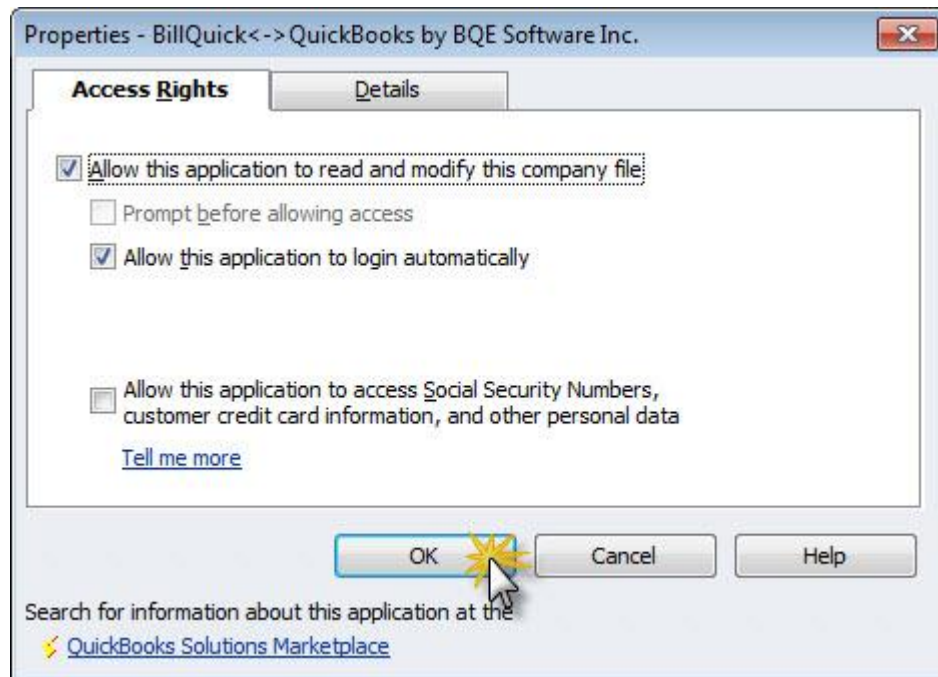 Properties - BillQuick<->QuickBooks by BQE Software Inc.
Access Rights
Details
Allow this application to read and modify this company file
Prompt before allowing access
Allow this application to login automatically
Allow this application to access Social Security Numbers,
customer credit card information, and other personal data
Tell me more
OK
Cancel
Help
Search for information about this application at the
QuickBooks Solutions Marketplace